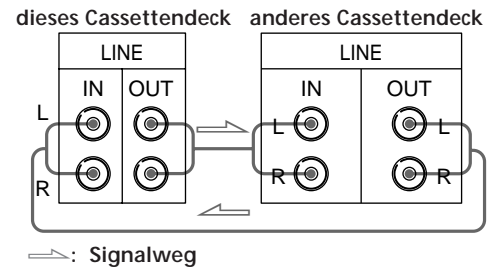 dieses Cassettendeck anderes Cassettendeck
LINE LINE
IN OUT IN OUT
L L L
R R R
: Signalweg